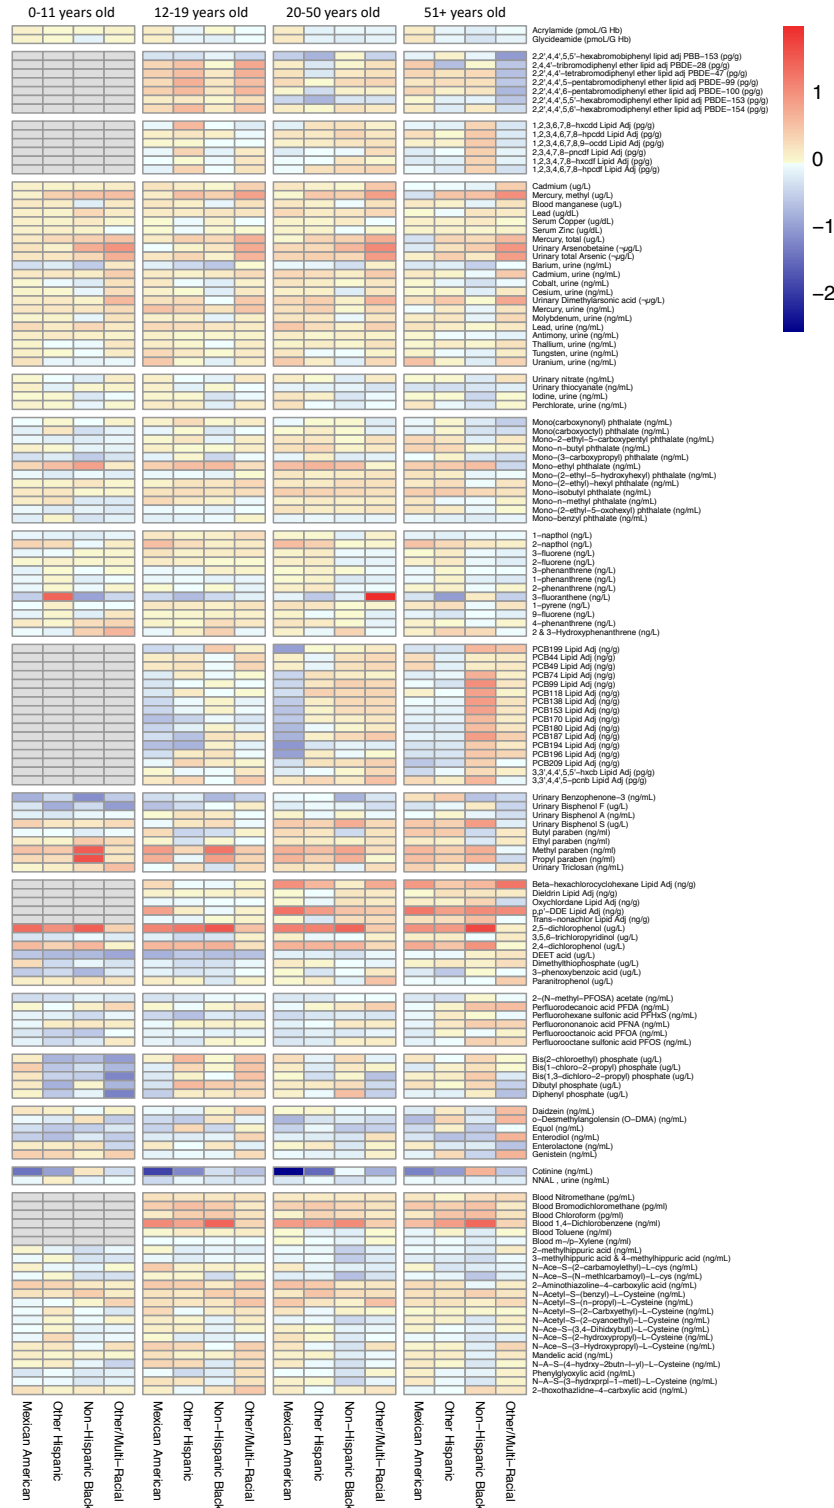 0-11 years old 12-19 years old 20-50 years old 51+ years old
Acrylamide (pmoL/G Hb)
Glycideamide (pmoL/G Hb)
2,2',4,4',5,5'-hexabromobiphenyl lipid adj PBB-153 (pg/g)
2,4,4'-tribromodiphenyl ether lipid adj PBDE-28 (pg/g)
2,2',4,4'-tetrabromodiphenyl ether lipid adj PBDE-47 (pg/g)
2,2',4,4',5-pentabromodiphenyl ether lipid adj PBDE-99 (pg/g)
2,2',4,4',6-pentabromodiphenyl ether lipid adj PBDE-100 (pg/g)
2,2',4,4',5,5'-hexabromodiphenyl ether lipid adj PBDE-153 (pg/g)
2,2',4,4',5,6'-hexabromodiphenyl ether lipid adj PBDE-154 (pg/g)
1,2,3,6,7,8-hxcdd Lipid Adj (pg/g)
1,2,3,4,6,7,8-hpcdd Lipid Adj (pg/g)
1,2,3,4,6,7,8,9-ocdd Lipid Adj (pg/g)
2,3,4,7,8-pncdf Lipid Adj (pg/g)
1,2,3,4,7,8-hxcdf Lipid Adj (pg/g)
1,2,3,4,6,7,8-hpcdf Lipid Adj (pg/g)
Cadmium (ug/L)
Mercury, methyl (ug/L)
Blood manganese (ug/L)
Lead (ug/dL)
Serum Copper (ug/dL)
Serum Zinc (ug/dL)
Mercury, total (ug/L)
Urinary Arsenobetaine (¬µg/L)
Urinary total Arsenic (¬µg/L)
Barium, urine (ng/mL)
Cadmium, urine (ng/mL)
Cobalt, urine (ng/mL)
Cesium, urine (ng/mL)
Urinary Dimethylarsonic acid (¬µg/L)
Mercury, urine (ng/mL)
Molybdenum, urine (ng/mL)
Lead, urine (ng/mL)
Antimony, urine (ng/mL)
Thallium, urine (ng/mL)
Tungsten, urine (ng/mL)
Uranium, urine (ng/mL)
Urinary nitrate (ng/mL)
Urinary thiocyanate (ng/mL)
Iodine, urine (ng/mL)
Perchlorate, urine (ng/mL)
Mono(carboxynonyl) phthalate (ng/mL)
Mono(carboxyoctyl) phthalate (ng/mL)
Mono-2-ethyl-5-carboxypentyl phthalate (ng/mL)
Mono-n-butyl phthalate (ng/mL)
Mono-(3-carboxypropyl) phthalate (ng/mL)
Mono-ethyl phthalate (ng/mL)
Mono-(2-ethyl-5-hydroxyhexyl) phthalate (ng/mL)
Mono-(2-ethyl)-hexyl phthalate (ng/mL)
Mono-isobutyl phthalate (ng/mL)
Mono-n-methyl phthalate (ng/mL)
Mono-(2-ethyl-5-oxohexyl) phthalate (ng/mL)
Mono-benzyl phthalate (ng/mL)
1-napthol (ng/L)
2-napthol (ng/L)
3-fluorene (ng/L)
2-fluorene (ng/L)
3-phenanthrene (ng/L)
1-phenanthrene (ng/L)
2-phenanthrene (ng/L)
3-fluoranthene (ng/L)
1-pyrene (ng/L)
9-fluorene (ng/L)
4-phenanthrene (ng/L)
2 & 3-Hydroxyphenanthrene (ng/L)
PCB199 Lipid Adj (ng/g)
PCB44 Lipid Adj (ng/g)
PCB49 Lipid Adj (ng/g)
PCB74 Lipid Adj (ng/g)
PCB99 Lipid Adj (ng/g)
PCB118 Lipid Adj (ng/g)
PCB138 Lipid Adj (ng/g)
PCB153 Lipid Adj (ng/g)
PCB170 Lipid Adj (ng/g)
PCB180 Lipid Adj (ng/g)
PCB187 Lipid Adj (ng/g)
PCB194 Lipid Adj (ng/g)
PCB196 Lipid Adj (ng/g)
PCB209 Lipid Adj (ng/g)
3,3',4,4',5,5'-hxcb Lipid Adj (pg/g)
3,3',4,4',5-pcnb Lipid Adj (pg/g)
Urinary Benzophenone-3 (ng/mL)
Urinary Bisphenol F (ug/L)
Urinary Bisphenol A (ng/mL)
Urinary Bisphenol S (ug/L)
Butyl paraben (ng/ml)
Ethyl paraben (ng/ml)
Methyl paraben (ng/ml)
Propyl paraben (ng/ml)
Urinary Triclosan (ng/mL)
Beta-hexachlorocyclohexane Lipid Adj (ng/g)
Dieldrin Lipid Adj (ng/g)
Oxychlordane Lipid Adj (ng/g)
p,p'-DDE Lipid Adj (ng/g)
Trans-nonachlor Lipid Adj (ng/g)
2,5-dichlorophenol (ug/L)
3,5,6-trichloropyridinol (ug/L)
2,4-dichlorophenol (ug/L)
DEET acid (ug/L)
Dimethylthiophosphate (ug/L)
3-phenoxybenzoic acid (ug/L)
Paranitrophenol (ug/L)
2-(N-methyl-PFOSA) acetate (ng/mL)
Perfluorodecanoic acid PFDA (ng/mL)
Perfluorohexane sulfonic acid PFHxS (ng/mL)
Perfluorononanoic acid PFNA (ng/mL)
Perfluorooctanoic acid PFOA (ng/mL)
Perfluorooctane sulfonic acid PFOS (ng/mL)
Bis(2-chloroethyl) phosphate (ug/L)
Bis(1-chloro-2-propyl) phosphate (ug/L)
Bis(1,3-dichloro-2-propyl) phosphate (ug/L)
Dibutyl phosphate (ug/L)
Diphenyl phosphate (ug/L)
Daidzein (ng/mL)
o-Desmethylangolensin (O-DMA) (ng/mL)
Equol (ng/mL)
Enterodiol (ng/mL)
Enterolactone (ng/mL)
Genistein (ng/mL)
Cotinine (ng/mL)
NNAL , urine (ng/mL)
Blood Nitromethane (pg/mL)
Blood Bromodichloromethane (pg/ml)
Blood Chloroform (pg/ml)
Blood 1,4-Dichlorobenzene (ng/ml)
Blood Toluene (ng/ml)
Blood m-/p-Xylene (ng/ml)
2-methylhippuric acid (ng/mL)
3-methylhippuric acid & 4-methylhippuric acid (ng/mL)
N-Ace-S-(2-carbamoylethyl)-L-cys (ng/mL)
N-Ace-S-(N-methlcarbamoyl)-L-cys (ng/mL)
2-Aminothiazoline-4-carboxylic acid (ng/mL)
N-Acetyl-S-(benzyl)-L-Cysteine (ng/mL)
N-Acetyl-S-(n-propyl)-L-Cysteine (ng/mL)
N-Acetyl-S-(2-Carbxyethyl)-L-Cysteine (ng/mL)
N-Acetyl-S-(2-cyanoethyl)-L-Cysteine (ng/mL)
N-Ace-S-(3,4-Dihidxybutl)-L-Cysteine (ng/mL)
N-Ace-S-(2-hydroxypropyl)-L-Cysteine (ng/mL)
N-Ace-S-(3-Hydroxypropyl)-L-Cysteine (ng/mL)
Mandelic acid (ng/mL)
N-A-S-(4-hydrxy-2butn-l-yl)-L-Cysteine (ng/mL)
Phenylglyoxylic acid (ng/mL)
N-A-S-(3-hydrxprpl-1-metl)-L-Cysteine (ng/mL)
2-thoxothazlidne-4-carbxylic acid (ng/mL)
1
0
-1
-2
Mexican American
Other Hispanic
Non-Hispanic Black
Other/Multi-Racial
Mexican American
Other Hispanic
Non-Hispanic Black
Other/Multi-Racial
Mexican American
Other Hispanic
Non-Hispanic Black
Other/Multi-Racial
Mexican American
Other Hispanic
Non-Hispanic Black
Other/Multi-Racial